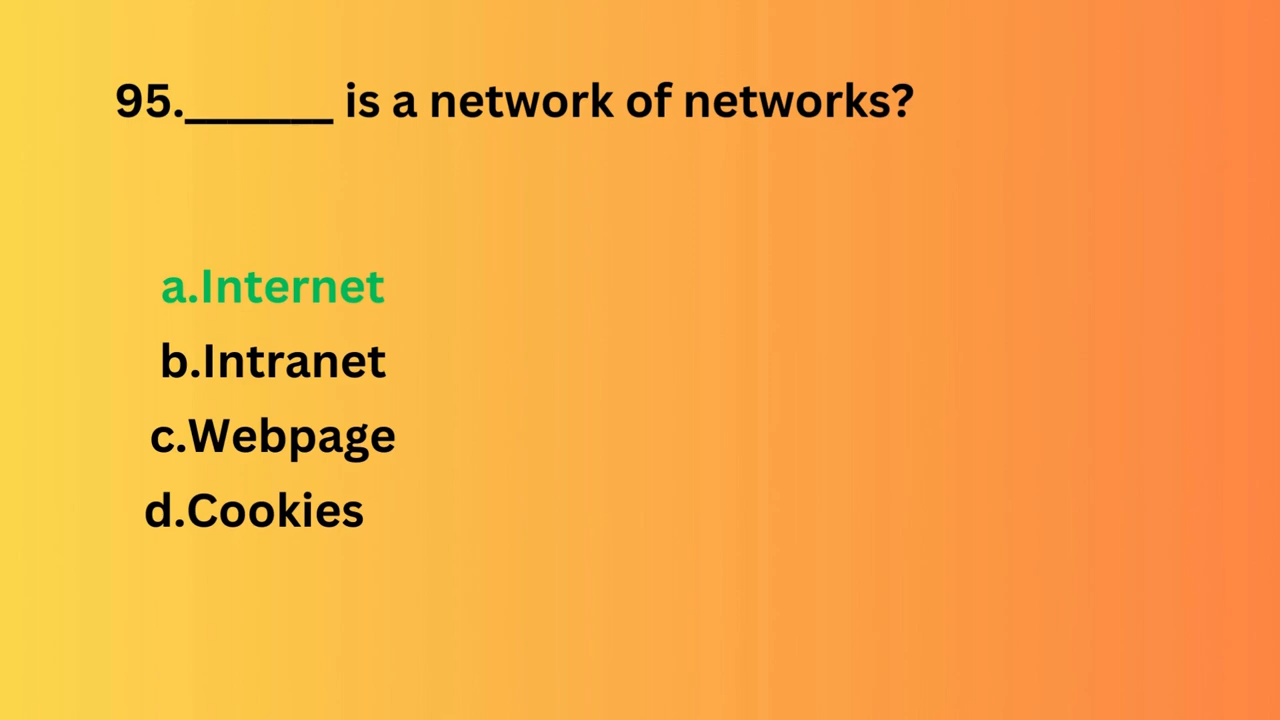 95.______ is a network of networks?
a.Internet
b.Intranet
c.Webpage
d.Cookies